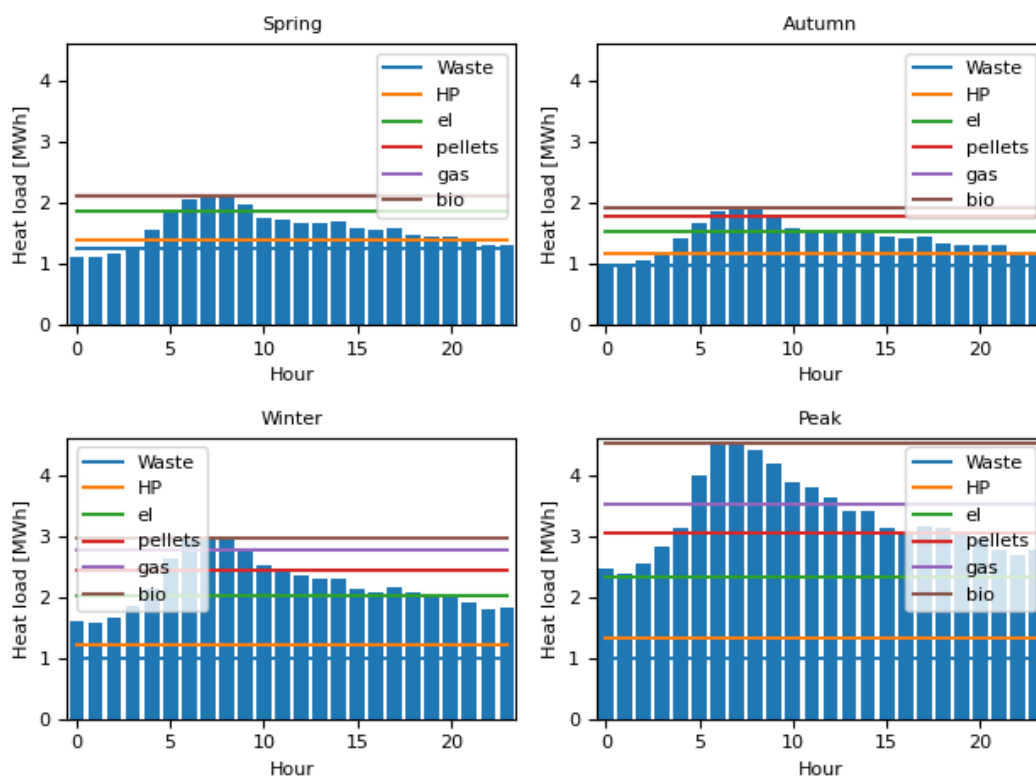 Spring
Heat load [MWh]
4
3
2
1
0
Waste
HP
el
pellets
gas
bio
0 5 10 15 20
Hour
Autumn
Heat load [MWh]
4
3
2
1
0
Waste
HP
el
pellets
gas
bio
0 5 10 15 20
Hour
Winter
Heat load [MWh]
4
3
2
1
0
Waste
HP
el
pellets
gas
bio
0 5 10 15 20
Hour
Peak
Heat load [MWh]
4
3
2
1
0
Waste
HP
el
pellets
gas
bio
0 5 10 15 20
Hour